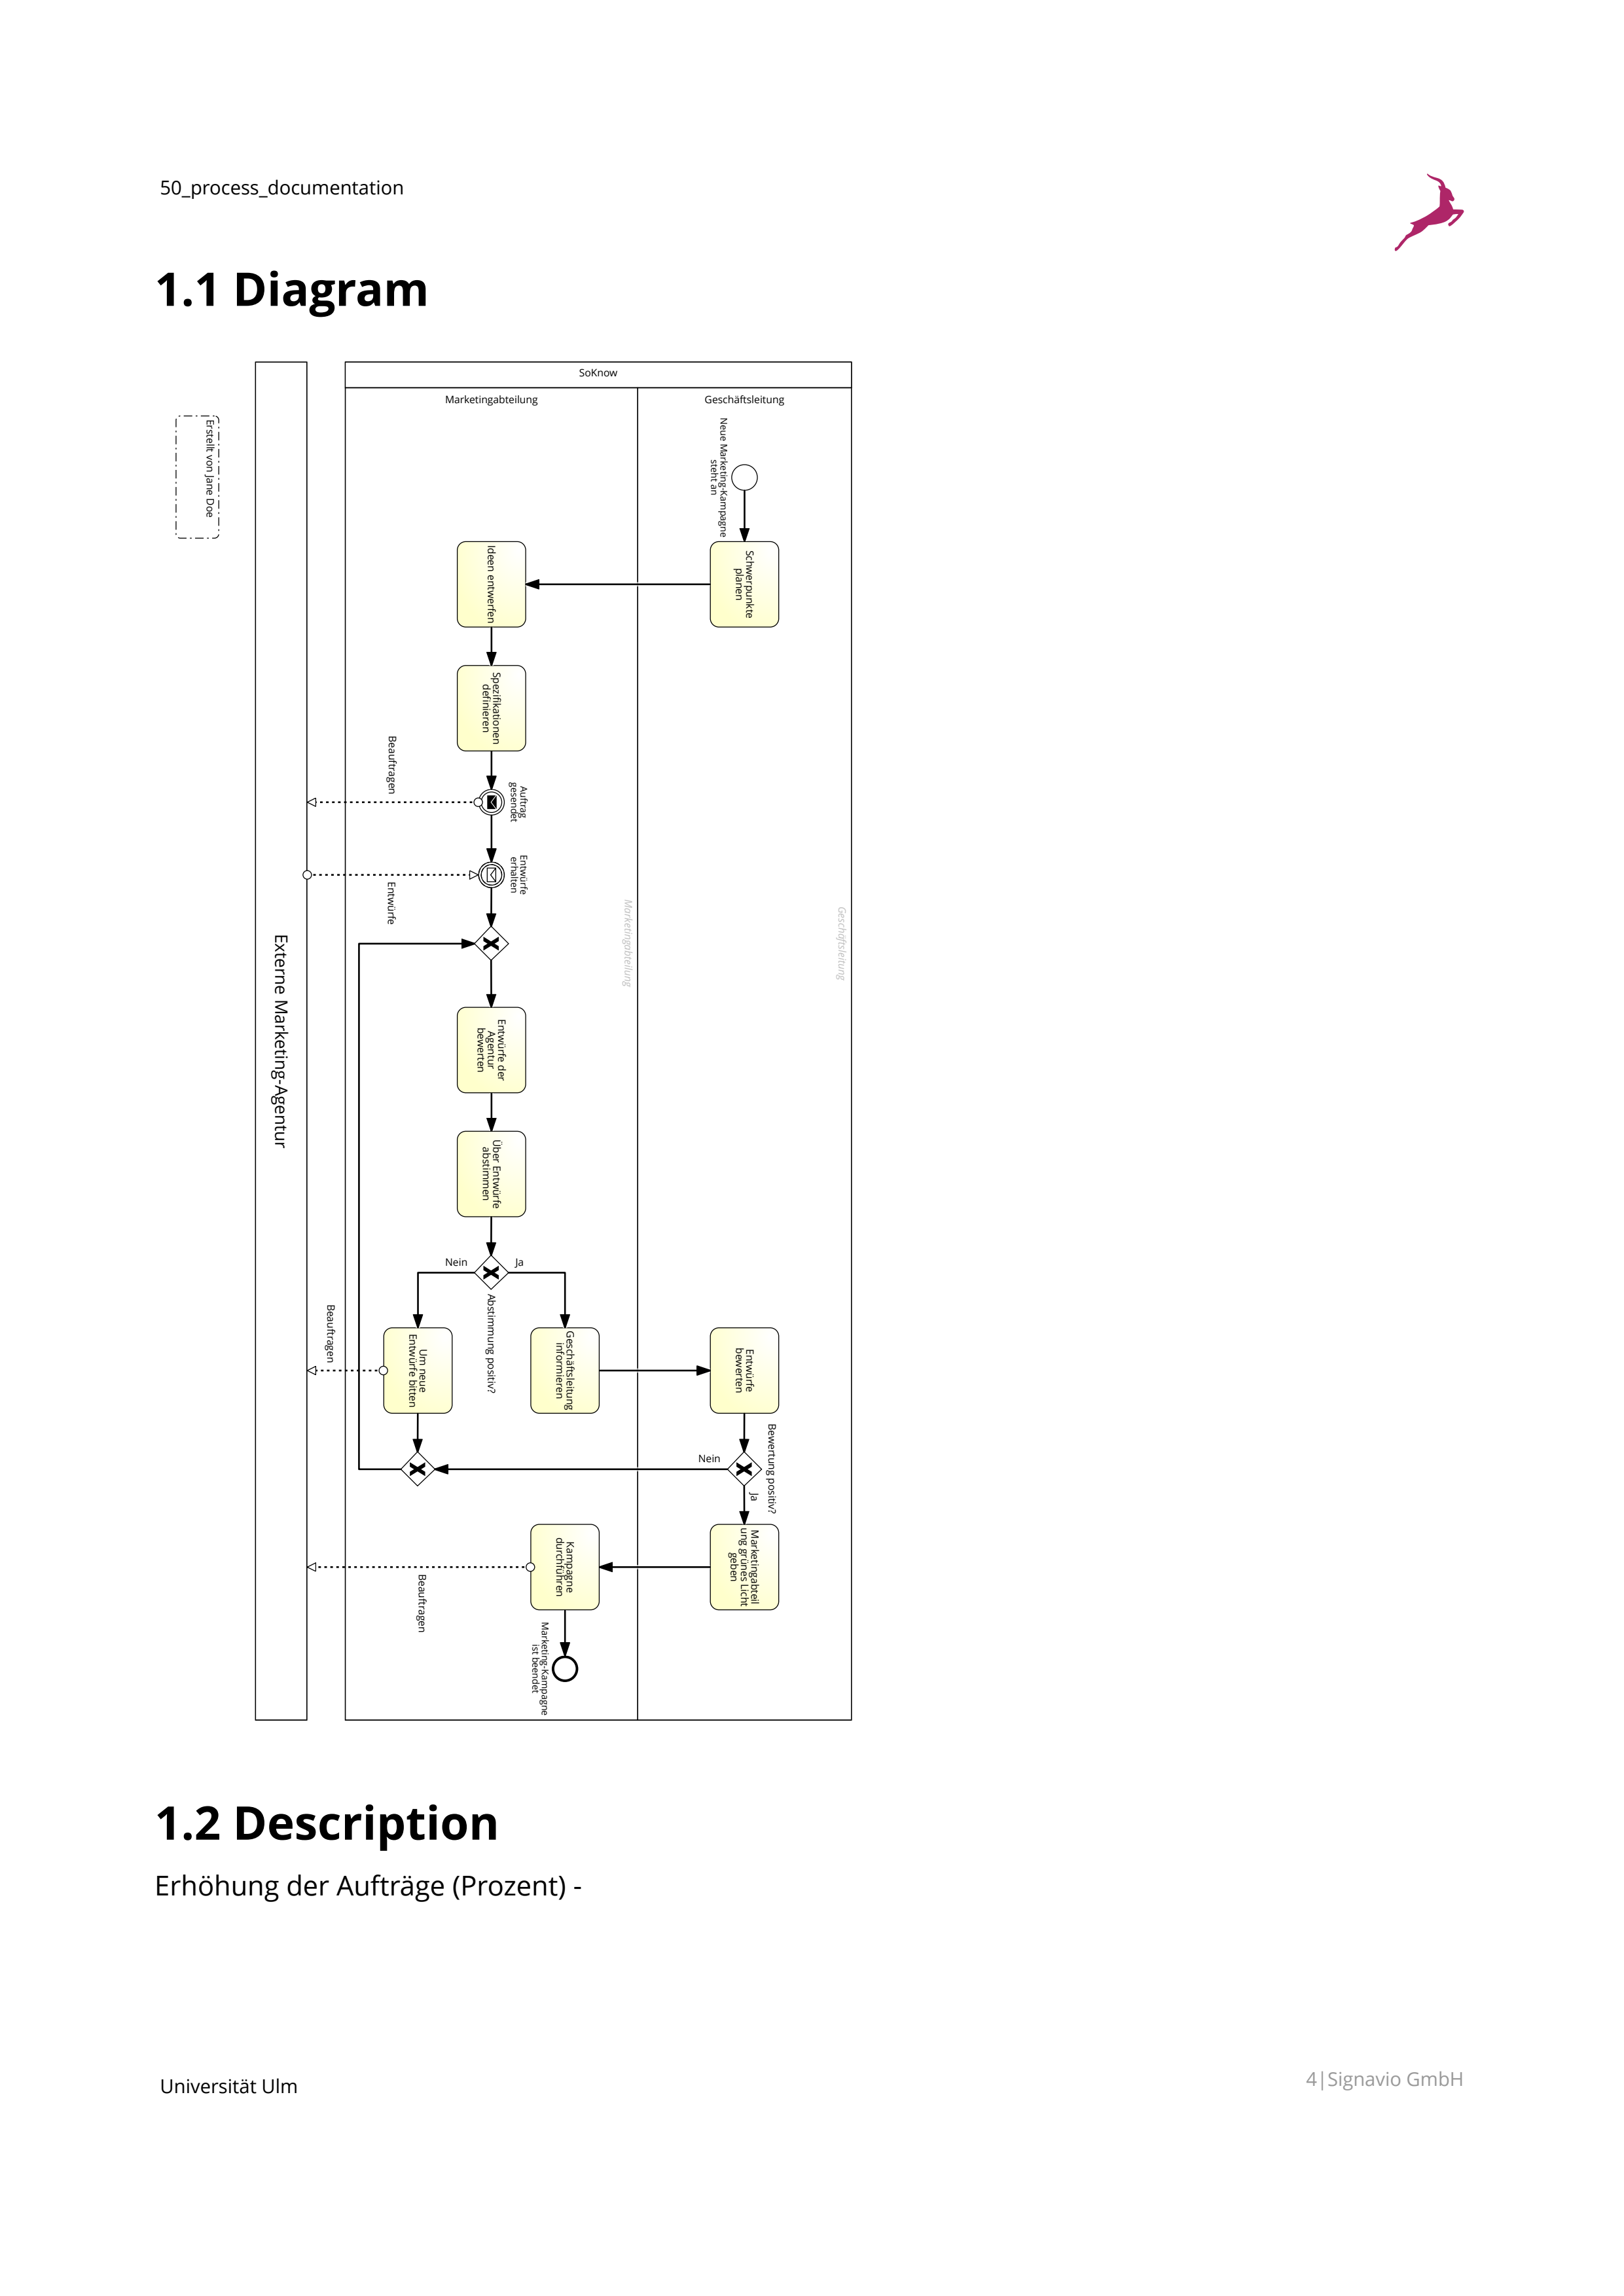 50_process_documentation
1.1 Diagram
SoKnow
Marketingabteilung
Geschäftsleitung
Neue Marketing-Kampagne
steht an
Erstellt von Jane Doe
Schwerpunkte
planen
Ideen entwerfen
Spezifikationen
definieren
Beauftragen
Auftrag
gesendet
Entwürfe
erhalten
Entwürfe
Marketingabteilung
Geschäftsleitung
Externe Marketing-Agentur
Entwürfe der
Agentur
bewerten
Über Entwürfe
abstimmen
Nein
Ja
Abstimmung positiv?
Beauftragen
Um neue
Entwürfe bitten
Geschäftsleitung
informieren
Entwürfe
bewerten
Bewertung positiv?
Nein
Ja
Marketingabteil
ung grünes Licht
geben
Kampagne
durchführen
Beauftragen
Marketing-Kampagne
ist beendet
1.2 Description
Erhöhung der Aufträge (Prozent) -
Universität Ulm
4|Signavio GmbH